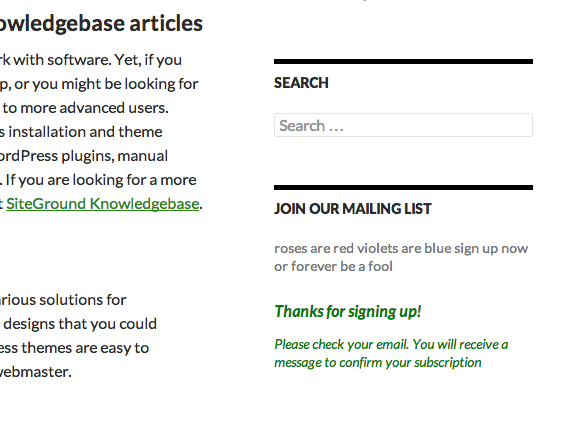 owledgebase articles
rk with software. Yet, if you
p, or you might be looking for
to more advanced users.
s installation and theme
ordPress plugins, manual
. If you are looking for a more
t SiteGround Knowledgebase.
arious solutions for
designs that you could
ess themes are easy to
webmaster.
SEARCH
Search …
JOIN OUR MAILING LIST
roses are red violets are blue sign up now
or forever be a fool
Thanks for signing up!
Please check your email. You will receive a
message to confirm your subscription